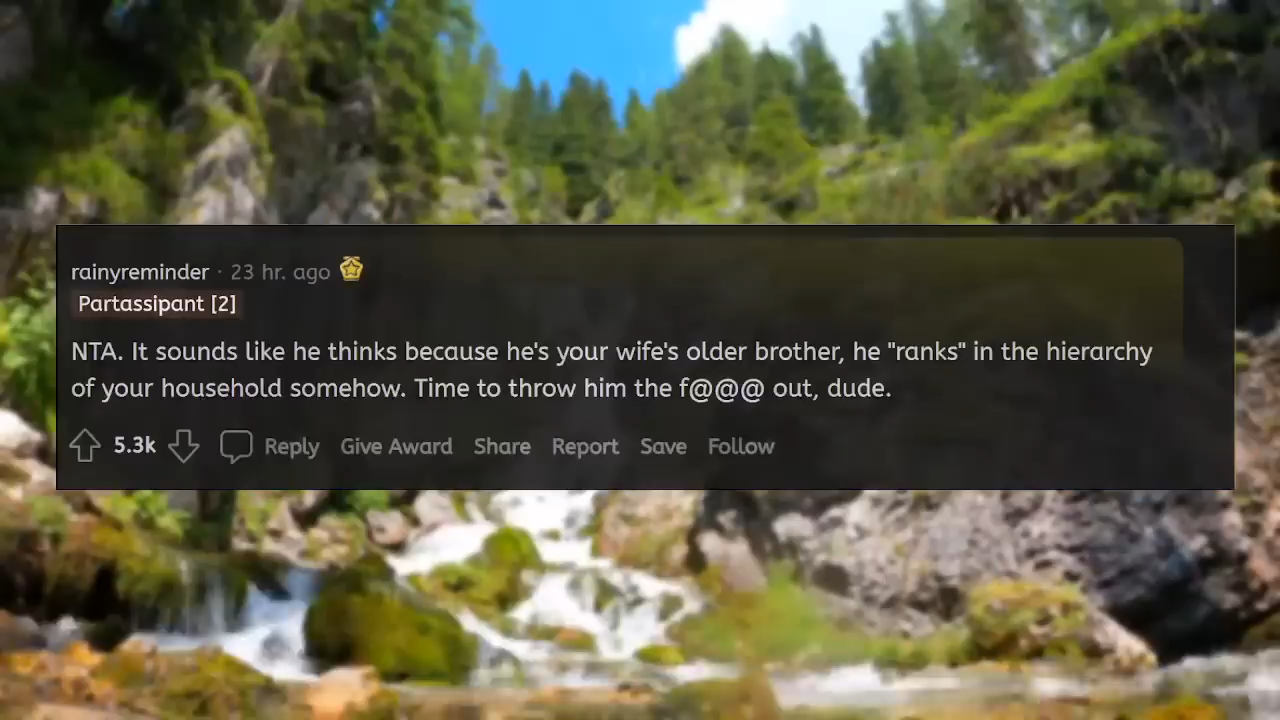 rainyreminder · 23 hr. ago
Partassipant [2]
NTA. It sounds like he thinks because he's your wife's older brother, he "ranks" in the hierarchy
of your household somehow. Time to throw him the f@@@ out, dude.
5.3k Reply Give Award Share Report Save Follow